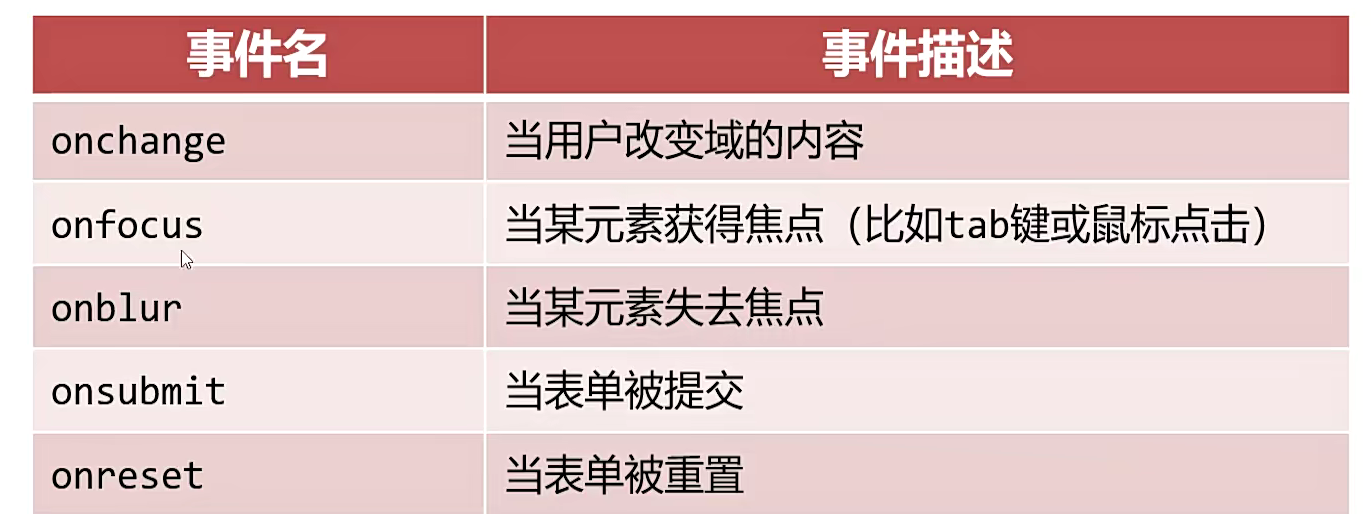 事件名 事件描述
onchange 当用户改变域的内容
onfocus 当某元素获得焦点（比如tab键或鼠标点击）
onblur 当某元素失去焦点
onsubmit 当表单被提交
onreset 当表单被重置